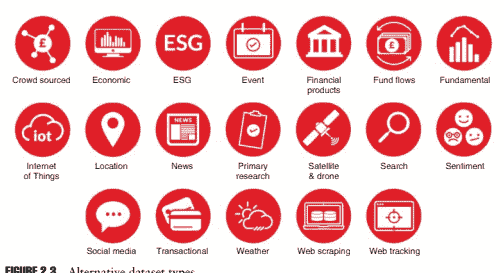 ESG
Crowd sourced Economic ESG Event Financial products Fund flows Fundamental
iot
NEWS
Internet of Things Location News Primary research Satellite & drone Search Sentiment
Social media Transactional Weather Web scraping Web tracking
FIGURE 2.3 Alternative dataset types